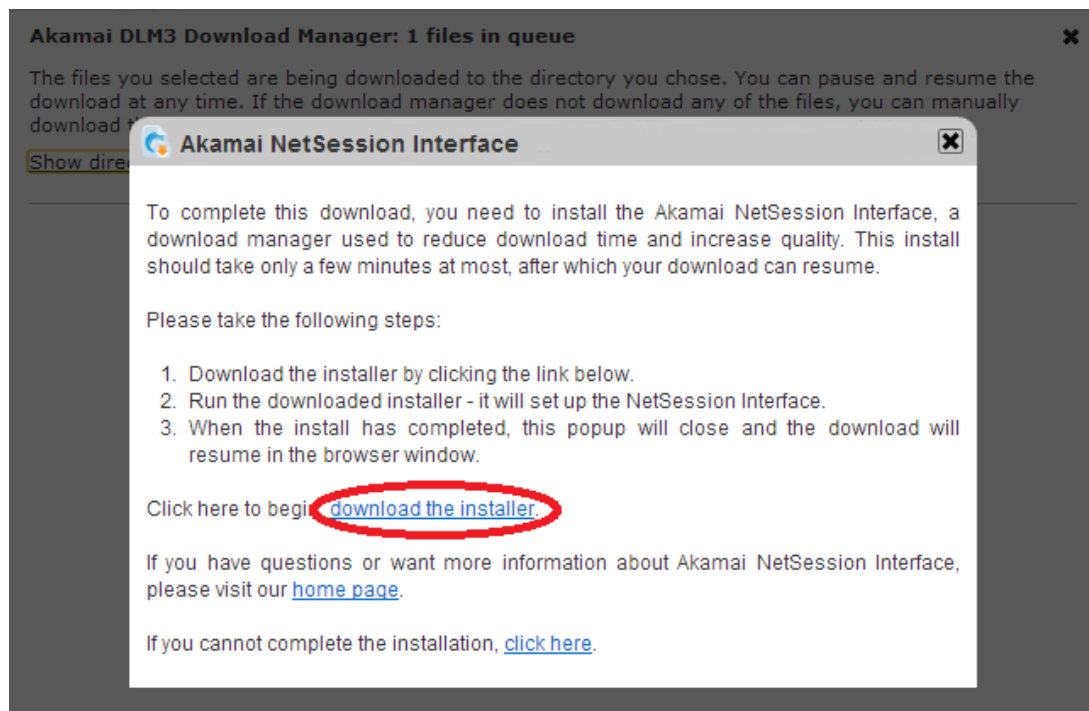 Akamai DLM3 Download Manager: 1 files in queue
The files you selected are being downloaded to the directory you chose. You can pause and resume the
download at any time. If the download manager does not download any of the files, you can manually
download
Show dire
Akamai NetSession Interface
To complete this download, you need to install the Akamai NetSession Interface, a
download manager used to reduce download time and increase quality. This install
should take only a few minutes at most, after which your download can resume.
Please take the following steps:
1. Download the installer by clicking the link below.
2. Run the downloaded installer - it will set up the NetSession Interface.
3. When the install has completed, this popup will close and the download will
resume in the browser window.
Click here to begin download the installer.
If you have questions or want more information about Akamai NetSession Interface,
please visit our home page.
If you cannot complete the installation, click here.